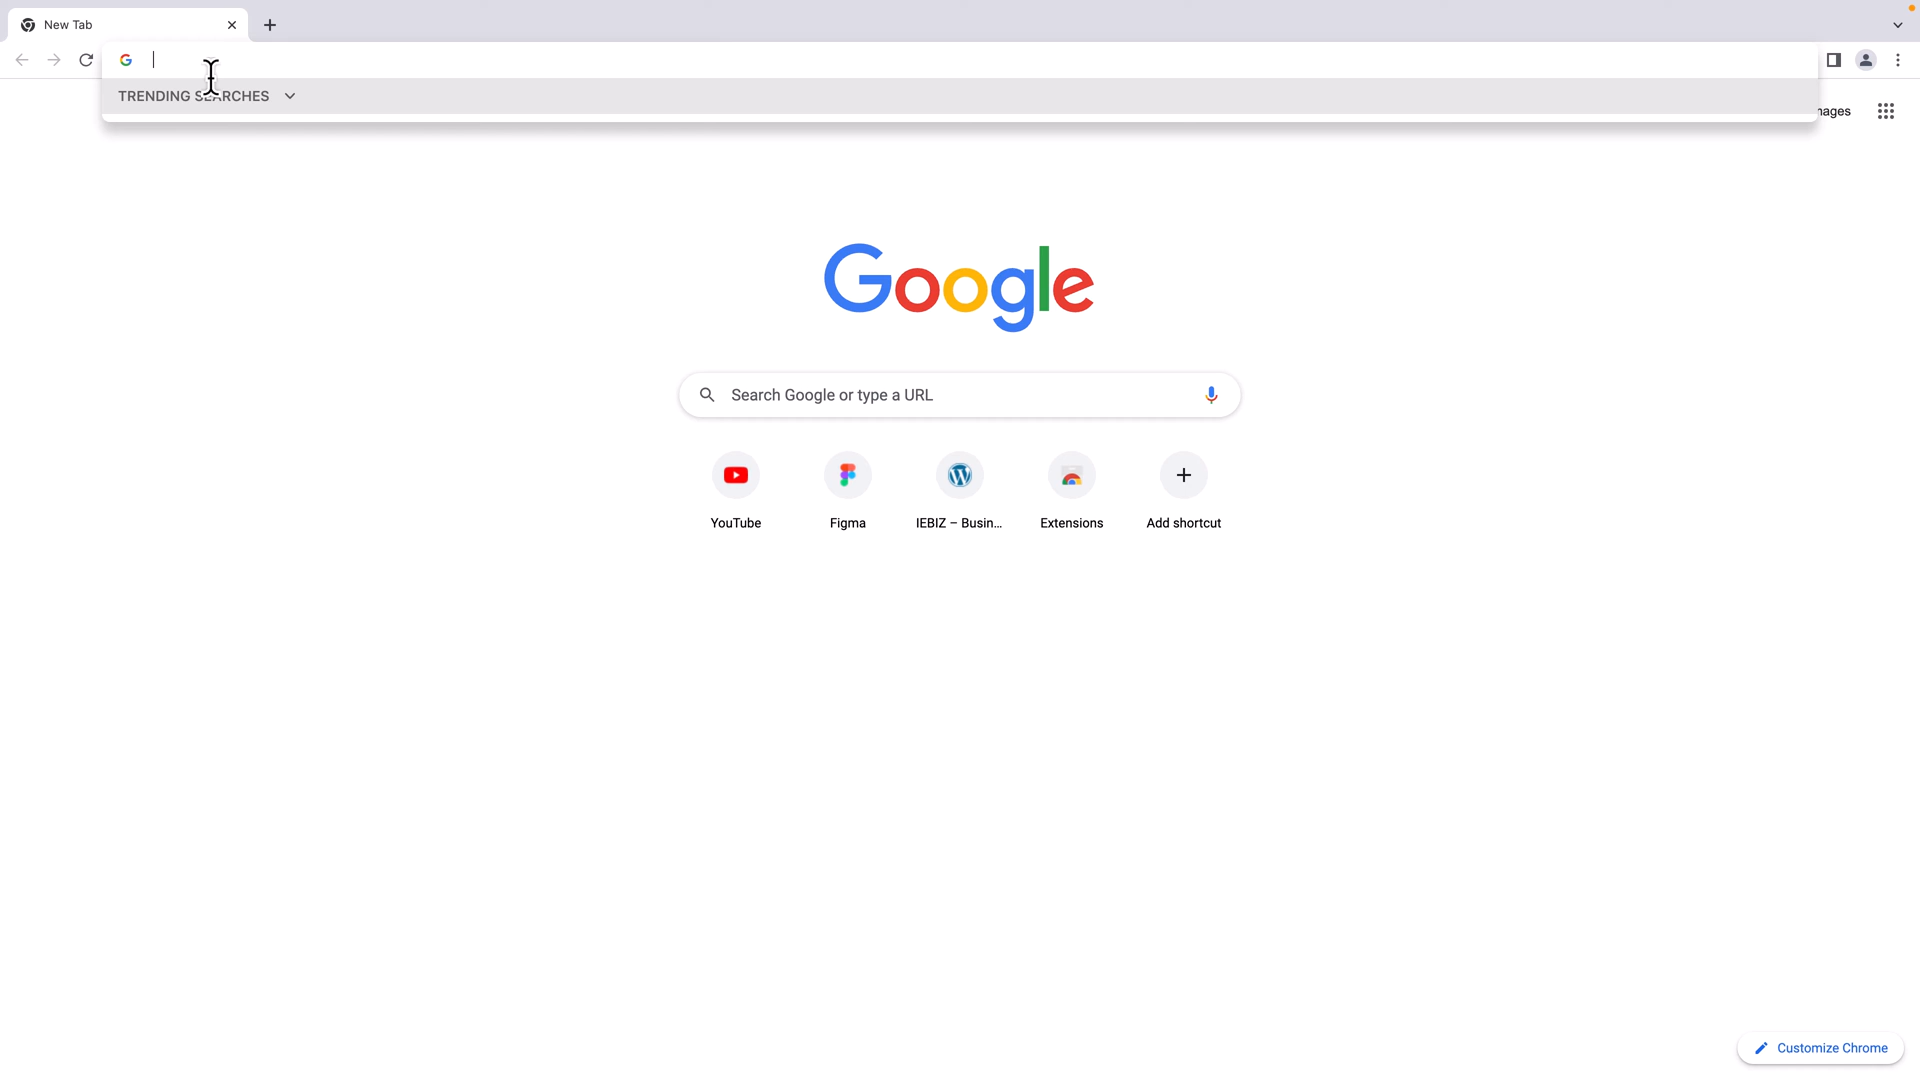 New Tab
TRENDING SEARCHES
mages
Google
Search Google or type a URL
YouTube
Figma
IEBIZ – Busin...
Extensions
Add shortcut
Customize Chrome